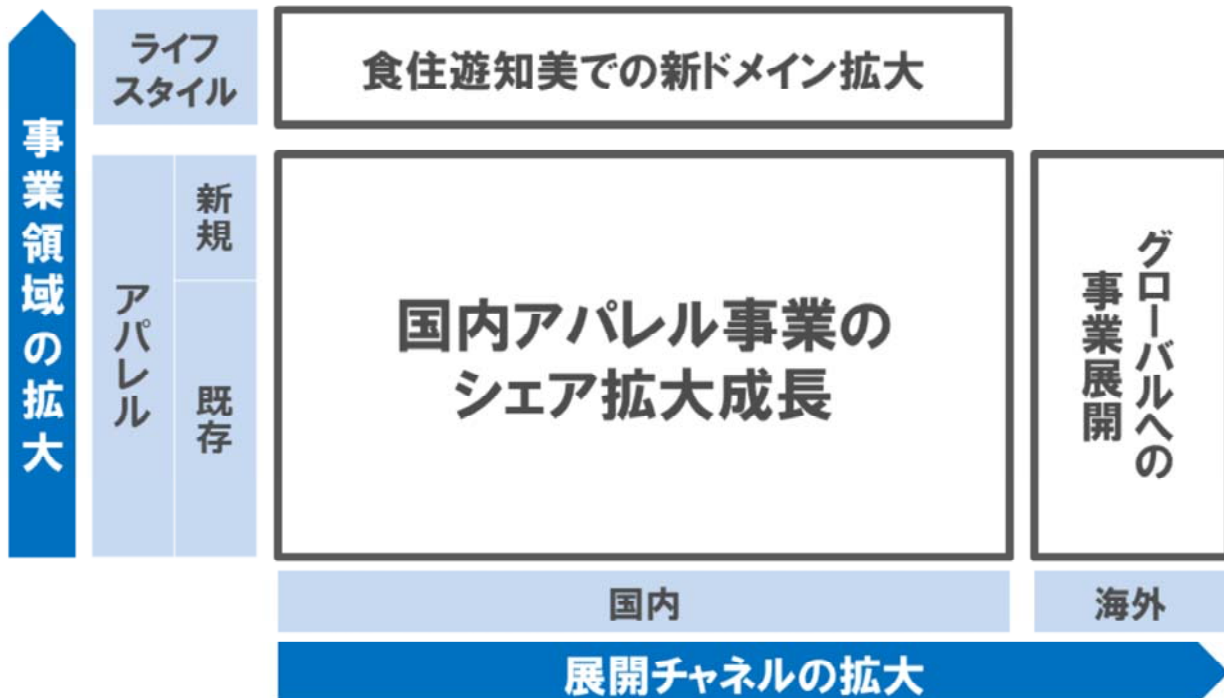 事業領域の拡大
ライフ
スタイル
食住遊知美での新ドメイン拡大
アパレル
新規
既存
国内アパレル事業の
シェア拡大成長
グローバルへの
事業展開
国内
海外
展開チャネルの拡大